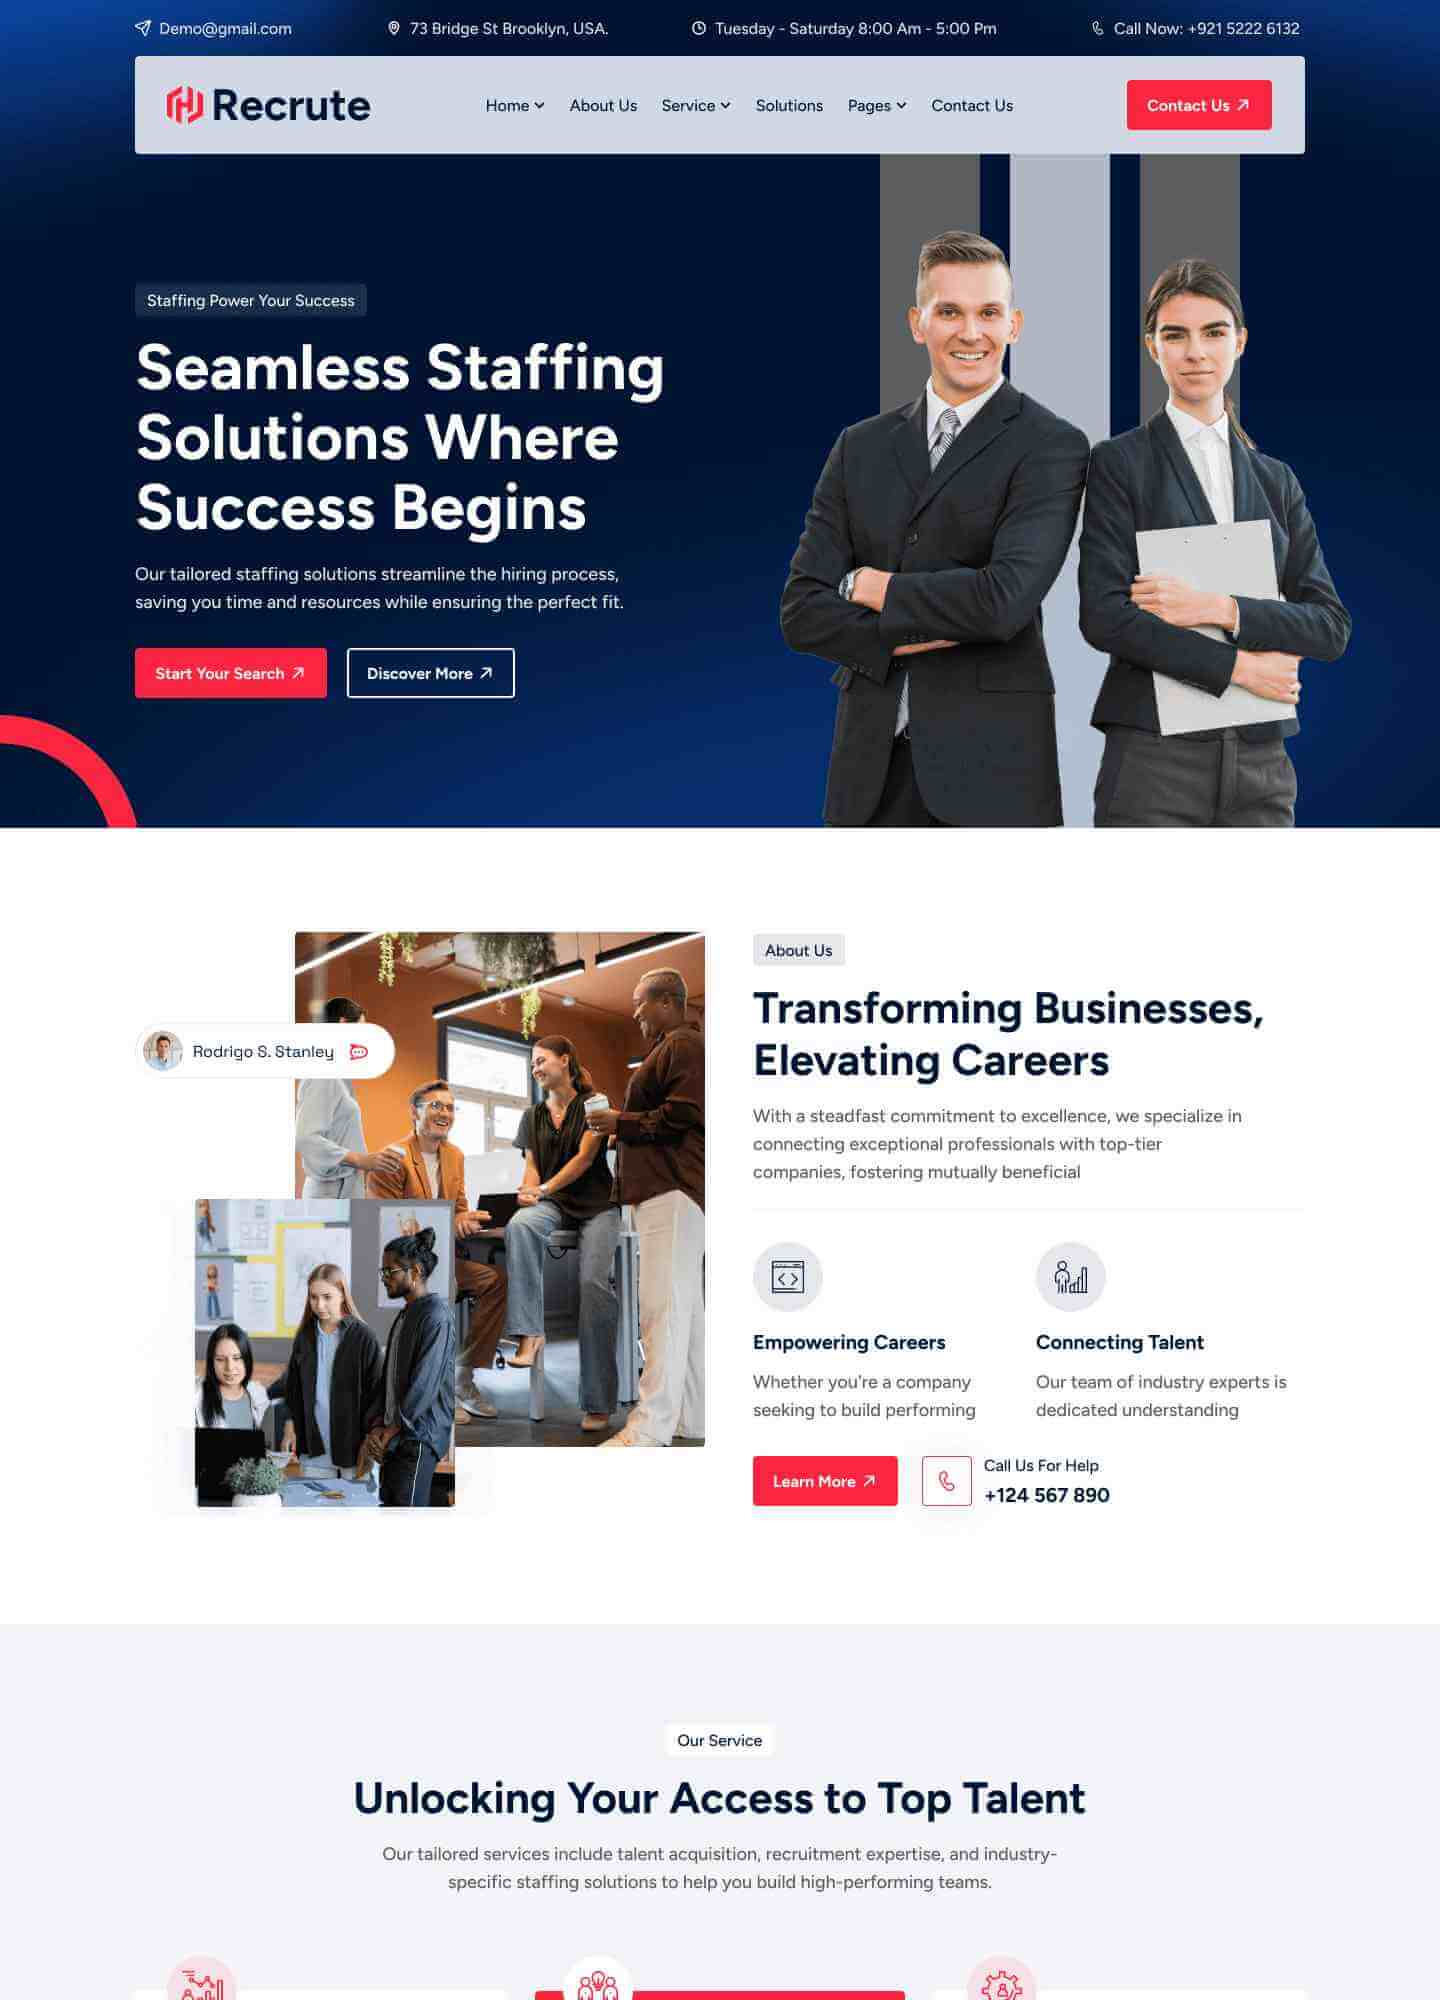 Demo@gmail.com
73 Bridge St Brooklyn, USA.
Tuesday - Saturday 8:00 Am - 5:00 Pm
Call Now: +921 5222 6132
Recrute
Home
About Us
Service
Solutions
Pages
Contact Us
Contact Us
Staffing Power Your Success
Seamless Staffing
Solutions Where
Success Begins
Our tailored staffing solutions streamline the hiring process,
saving you time and resources while ensuring the perfect fit.
Start Your Search
Discover More
Rodrigo S. Stanley
About Us
Transforming Businesses,
Elevating Careers
With a steadfast commitment to excellence, we specialize in
connecting exceptional professionals with top-tier
companies, fostering mutually beneficial
Empowering Careers
Whether you're a company
seeking to build performing
Connecting Talent
Our team of industry experts is
dedicated understanding
Learn More
Call Us For Help
+124 567 890
Our Service
Unlocking Your Access to Top Talent
Our tailored services include talent acquisition, recruitment expertise, and industry-
specific staffing solutions to help you build high-performing teams.